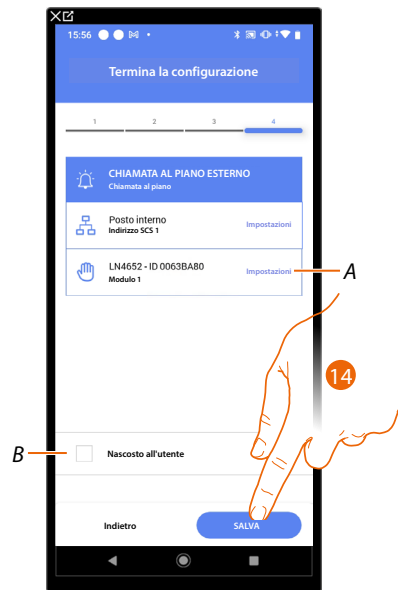 15:56
Termina la configurazione
1 2 3 4
CHIAMATA AL PIANO ESTERNO
Chiamata al piano
Posto interno
Indirizzo SCS 1
Impostazioni
LN4652 - ID 0063BA80
Modulo 1
Impostazioni
A
14
B
Nascosto all'utente
Indietro
SALVA